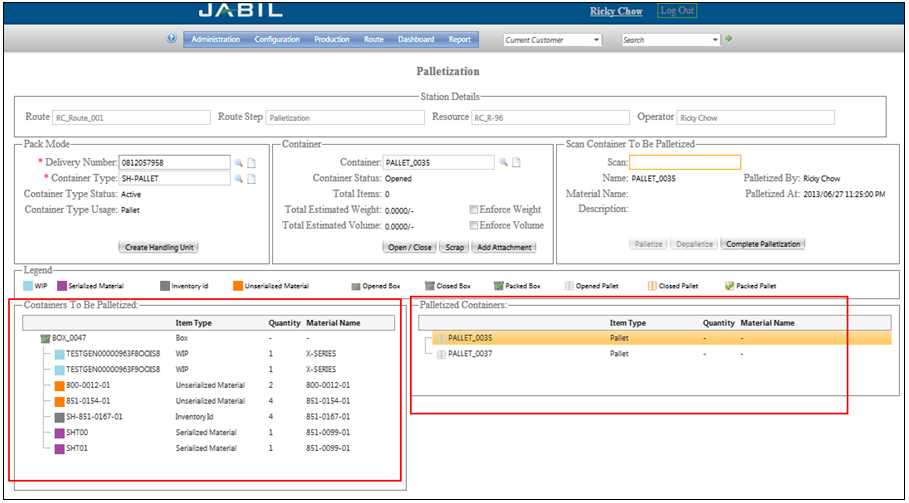 JABIL
Ricky Chow Log Out
Administration Configuration Production Route Dashboard Report Current Customer Search
Palletization
Station Details
Route RC_Route_001 Route Step Palletization Resource RC_R-96 Operator Ricky Chow
Pack Mode
* Delivery Number: 0812057958
* Container Type: SH-PALLET
Container Type Status: Active
Container Type Usage: Pallet
Create Handling Unit
Container
Container: PALLET_0035
Container Status: Opened
Total Items: 0
Total Estimated Weight: 0.0000/- Enforce Weight
Total Estimated Volume: 0.0000/- Enforce Volume
Open / Close Scrap Add Attachment
Scan Container To Be Palletized
Scan:
Name: PALLET_0035 Palletized By: Ricky Chow
Material Name: Palletized At: 2013/06/27 11:25:00 PM
Description:
Palletize Depalletize Complete Palletization
Legend
WIP Serialized Material Inventory Id Unserialized Material Opened Box Closed Box Packed Box Opened Pallet Closed Pallet Packed Pallet
Containers To Be Palletized:
Item Type Quantity Material Name
BOX_0047 Box - -
TESTGEN00000963F8OOIS8 WIP 1 X-SERIES
TESTGEN00000963F9OOIS8 WIP 1 X-SERIES
800-0012-01 Unserialized Material 2 800-0012-01
851-0154-01 Unserialized Material 4 851-0154-01
SH-851-0167-01 Inventory Id 4 851-0167-01
SHT00 Serialized Material 1 851-0099-01
SHT01 Serialized Material 1 851-0099-01
Palletized Containers:
Item Type Quantity Material Name
PALLET_0035 Pallet - -
PALLET_0037 Pallet - -